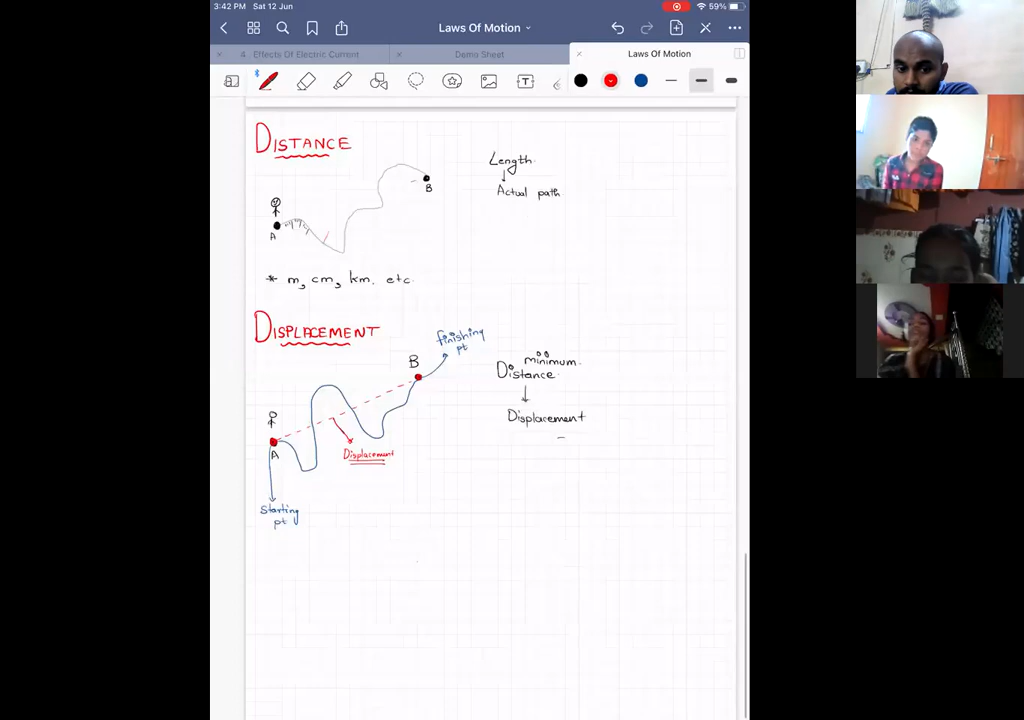 3:42 PM Sat 12 Jun
59%
Laws Of Motion
4 Effects Of Electric Current
Demo Sheet
Laws Of Motion
T
DISTANCE
Length
Actual path
B
A
* m, cm, km. etc.
DISPLACEMENT
finishing
pt
B
minimum
Distance
Displacement
A
Displacement
Starting
pt